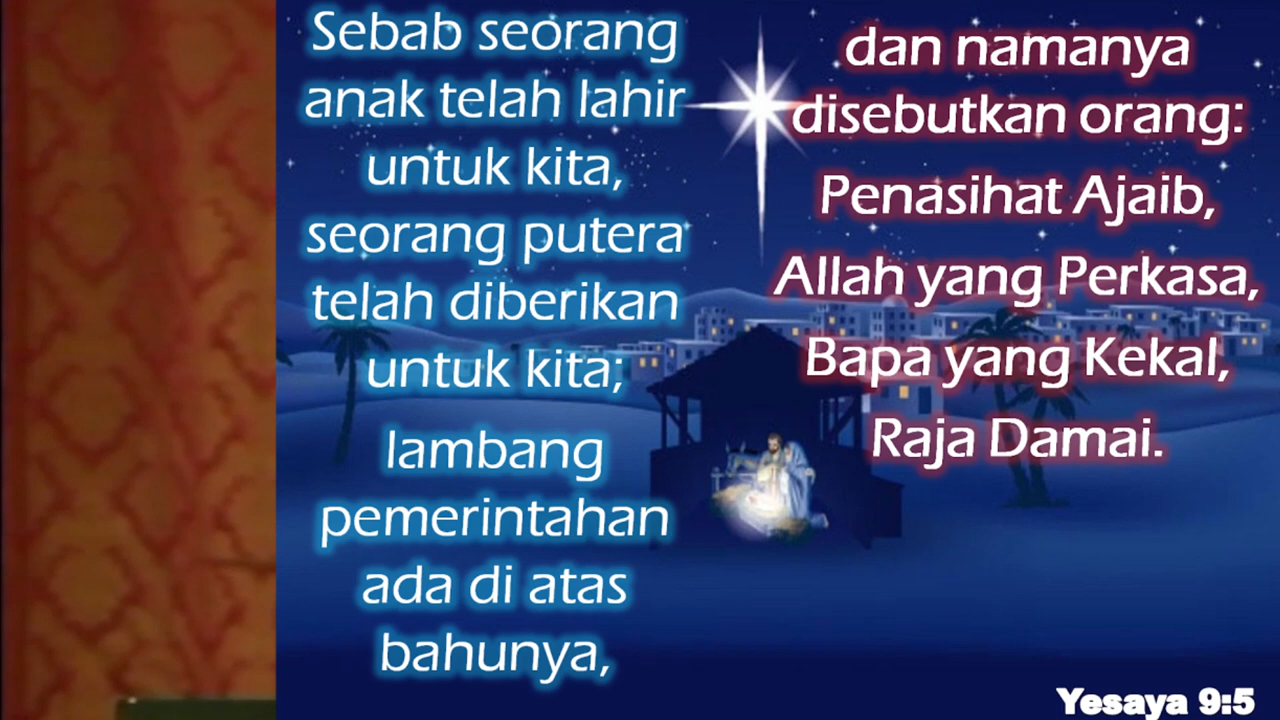 Sebab seorang
anak telah lahir
untuk kita,
seorang putera
telah diberikan
untuk kita;
lambang
pemerintahan
ada di atas
bahunya,
dan namanya
disebutkan orang:
Penasihat Ajaib,
Allah yang Perkasa,
Bapa yang Kekal,
Raja Damai.
Yesaya 9:5